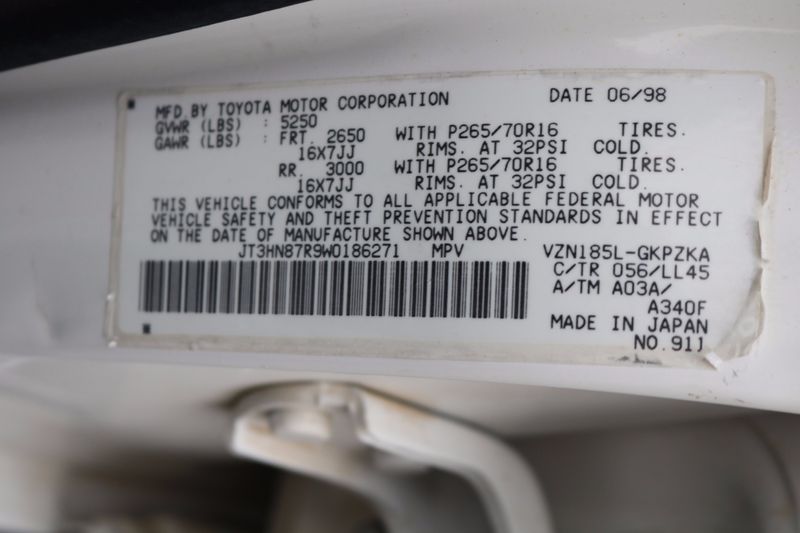 MFD. BY TOYOTA MOTOR CORPORATION DATE 06/98
GVWR (LBS) : 5250
GAWR (LBS) : FRT. 2650 WITH P265/70R16 TIRES.
16X7JJ RIMS. AT 32PSI COLD.
RR. 3000 WITH P265/70R16 TIRES.
16X7JJ RIMS. AT 32PSI COLD.
THIS VEHICLE CONFORMS TO ALL APPLICABLE FEDERAL MOTOR
VEHICLE SAFETY AND THEFT PREVENTION STANDARDS IN EFFECT
ON THE DATE OF MANUFACTURE SHOWN ABOVE.
JT3HN87R9W0186271 MPV VZN185L-GKPZKA
C/TR 056/LL45
A/TM A03A/
A340F
MADE IN JAPAN
NO.91J